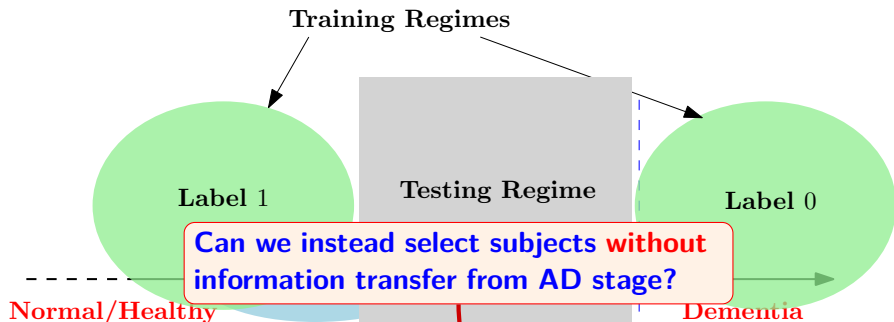 Training Regimes
Label 1
Testing Regime
Label 0
Can we instead select subjects without
information transfer from AD stage?
Normal/Healthy
Dementia